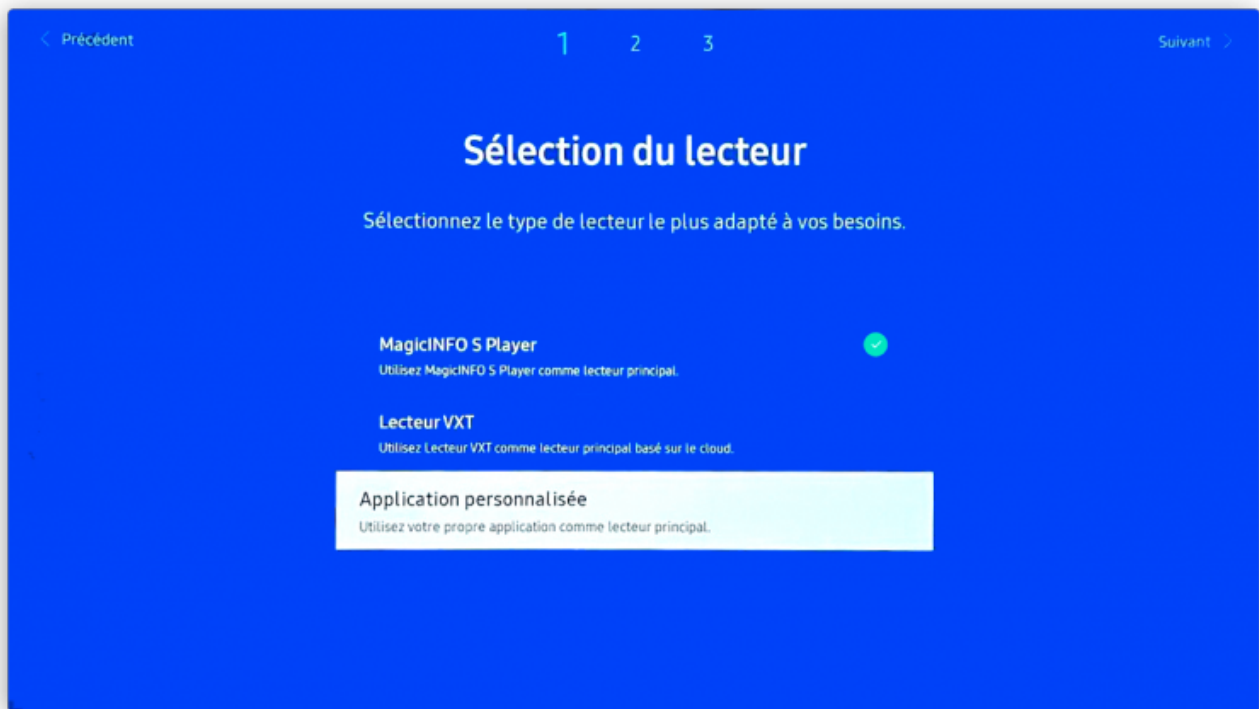 Précédent
1 2 3
Suivant
Sélection du lecteur
Sélectionnez le type de lecteur le plus adapté à vos besoins.
MagicINFO S Player
Utilisez MagicINFO S Player comme lecteur principal.
Lecteur VXT
Utilisez Lecteur VXT comme lecteur principal basé sur le cloud.
Application personnalisée
Utilisez votre propre application comme lecteur principal.